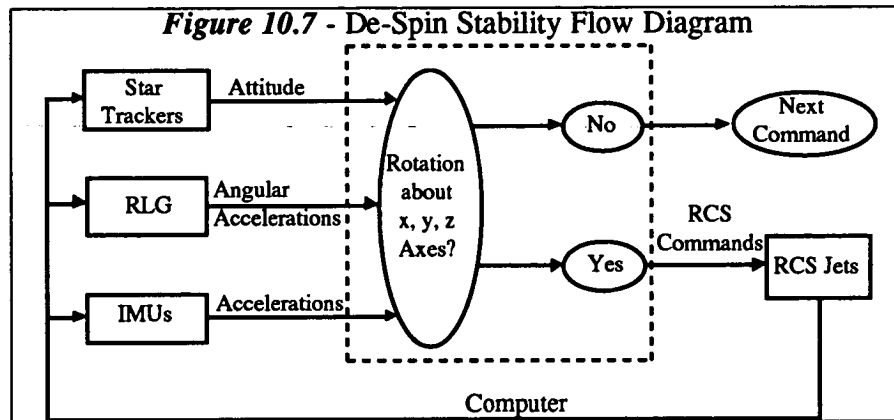 Figure 10.7 - De-Spin Stability Flow Diagram
Star
Trackers
Attitude
RLG
Angular
Accelerations
IMUs
Accelerations
Rotation
about
x, y, z
Axes?
No
Next
Command
Yes
RCS
Commands
RCS Jets
Computer